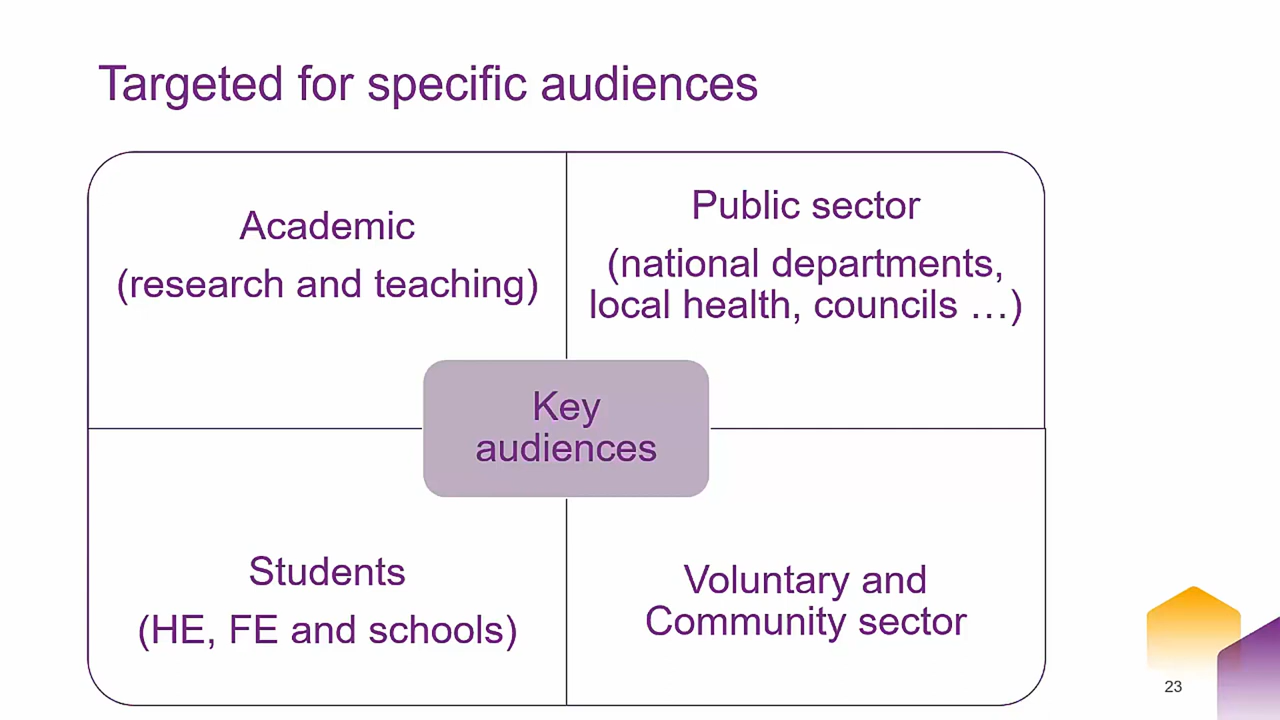 Targeted for specific audiences
Academic
(research and teaching)
Public sector
(national departments,
local health, councils …)
Key
audiences
Students
(HE, FE and schools)
Voluntary and
Community sector
23